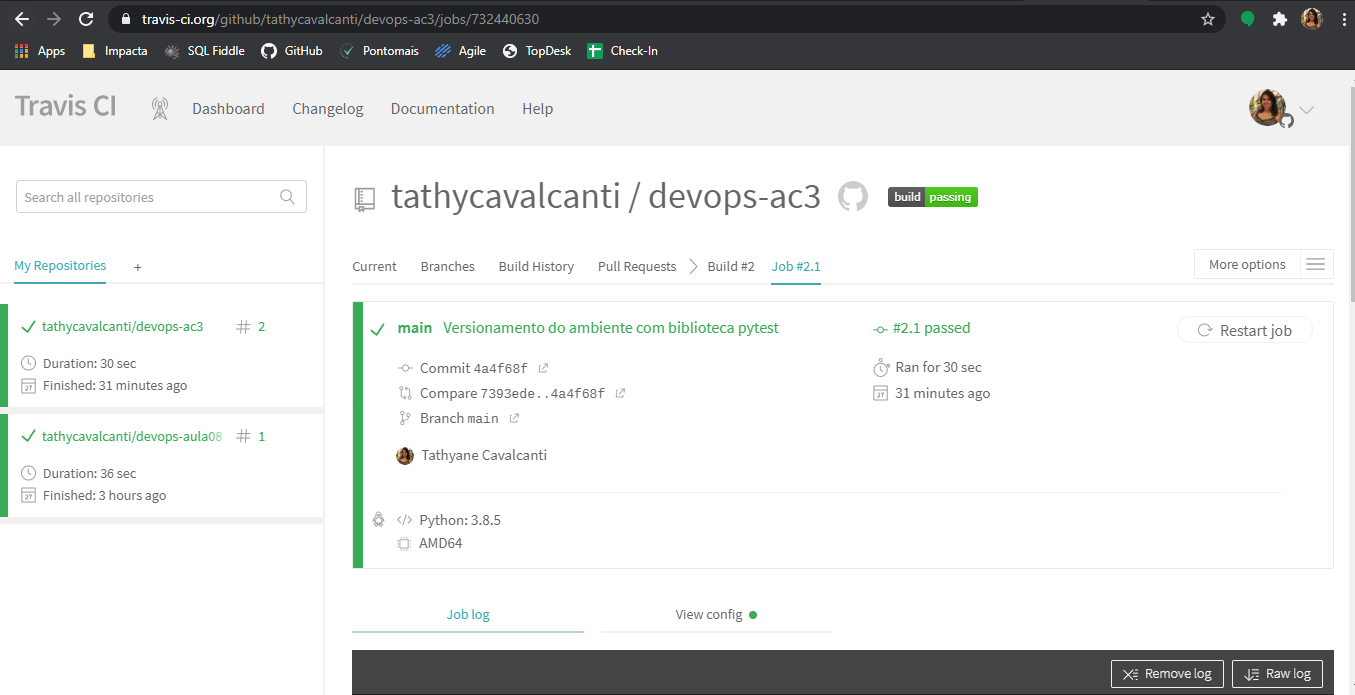 travis-ci.org/github/tathycavalcanti/devops-ac3/jobs/732440630
Apps Impacta SQL Fiddle GitHub Pontomais Agile TopDesk Check-In
Travis CI Dashboard Changelog Documentation Help
Search all repositories
My Repositories +
tathycavalcanti/devops-ac3 # 2
Duration: 30 sec
Finished: 31 minutes ago
tathycavalcanti/devops-aula08 # 1
Duration: 36 sec
Finished: 3 hours ago
tathycavalcanti / devops-ac3 build passing
Current Branches Build History Pull Requests Build #2 Job #2.1 More options
main Versionamento do ambiente com biblioteca pytest #2.1 passed Restart job
Commit 4a4f68f Ran for 30 sec
Compare 7393ede..4a4f68f 31 minutes ago
Branch main
Tathyane Cavalcanti
Python: 3.8.5
AMD64
Job log View config
Remove log Raw log